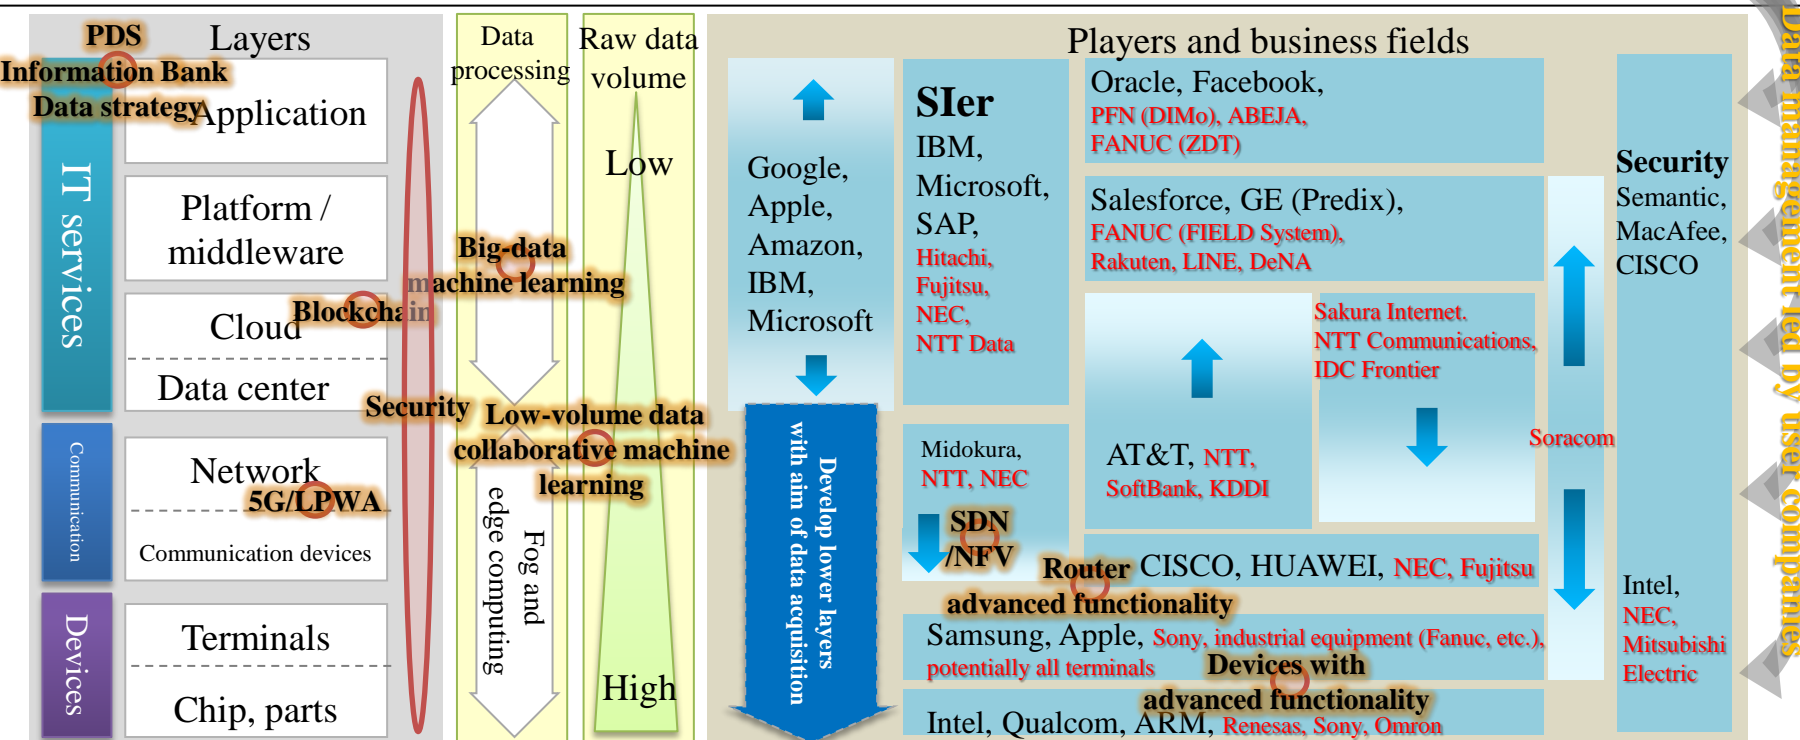 PDS
Information Bank
Data strategy
Layers
Application
Platform /
middleware
Cloud
Blockchain
Data center
Network
5G/LPWA
Communication devices
Terminals
Chip, parts
IT services
Communication
Devices
Security
Data
processing
Big-data
machine learning
Low-volume data
collaborative machine
learning
Fog and
edge computing
Raw data
volume
Low
High
Players and business fields
Google,
Apple,
Amazon,
IBM,
Microsoft
Develop lower layers
with aim of data acquisition
SIer
IBM,
Microsoft,
SAP,
Hitachi,
Fujitsu,
NEC,
NTT Data
Midokura,
NTT, NEC
SDN
/NFV
Oracle, Facebook,
PFN (DIMo), ABEJA,
FANUC (ZDT)
Salesforce, GE (Predix),
FANUC (FIELD System),
Rakuten, LINE, DeNA
AT&T, NTT,
SoftBank, KDDI
Sakura Internet.
NTT Communications,
IDC Frontier
Soracom
Router
advanced functionality
CISCO, HUAWEI, NEC, Fujitsu
Samsung, Apple, Sony, industrial equipment (Fanuc, etc.),
potentially all terminals
Devices with
advanced functionality
Intel, Qualcom, ARM, Renesas, Sony, Omron
Security
Semantic,
MacAfee,
CISCO
Intel,
NEC,
Mitsubishi
Electric
Data management led by user companies